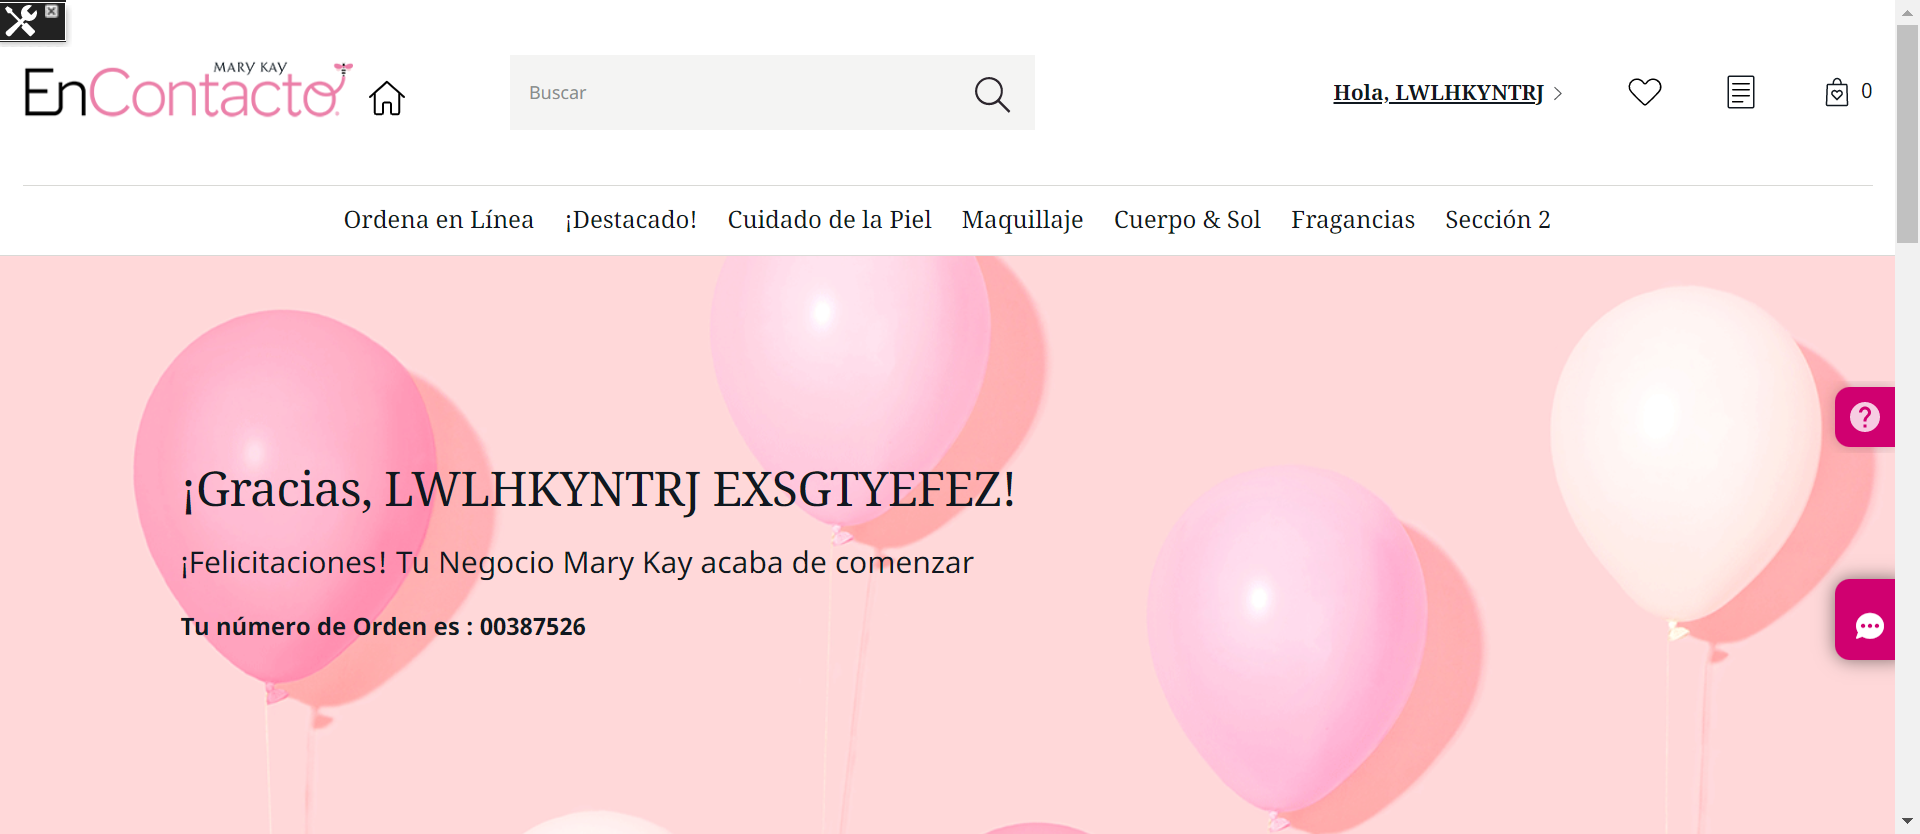 MARY KAY
EnContacto
Buscar
Hola, LWLHKYNTRJ
0
Ordena en Línea ¡Destacado! Cuidado de la Piel Maquillaje Cuerpo & Sol Fragancias Sección 2
¡Gracias, LWLHKYNTRJ EXSGTYEFEZ!
¡Felicitaciones! Tu Negocio Mary Kay acaba de comenzar
Tu número de Orden es : 00387526